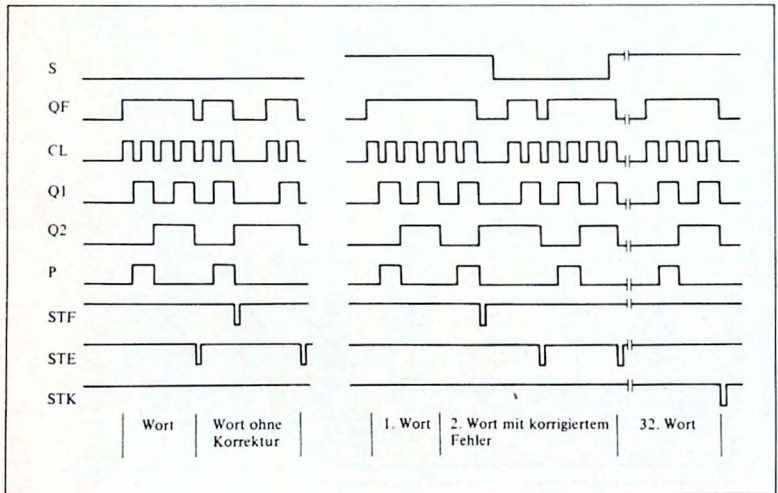 S
QF
CL
Q1
Q2
P
STF
STE
STK
Wort
Wort ohne
Korrektur
1. Wort
2. Wort mit korrigiertem
Fehler
32. Wort